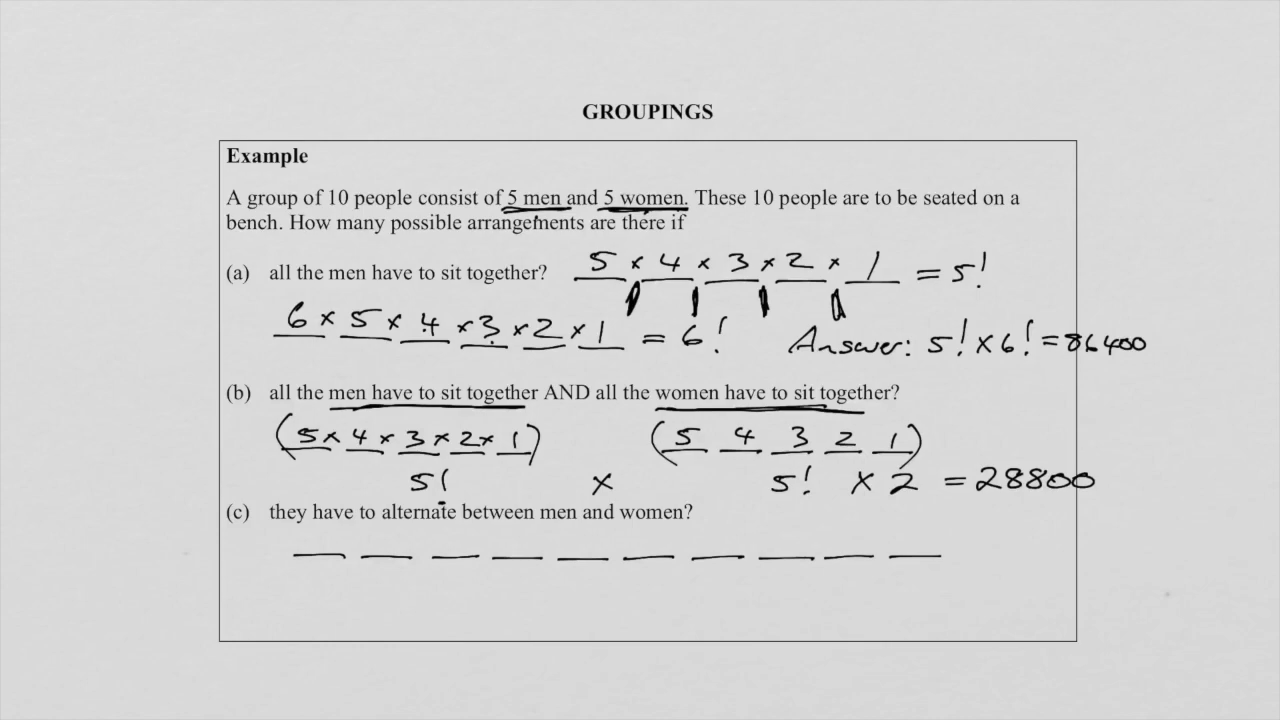 GROUPINGS
Example
A group of 10 people consist of 5 men and 5 women. These 10 people are to be seated on a
bench. How many possible arrangements are there if
(a) all the men have to sit together? 5 × 4 × 3 × 2 × 1 = 5!
6 × 5 × 4 × 3 × 2 × 1 = 6! Answer: 5! × 6! = 86400
(b) all the men have to sit together AND all the women have to sit together?
(5 × 4 × 3 × 2 × 1) (5 4 3 2 1)
5! × 5! × 2 = 28800
(c) they have to alternate between men and women?